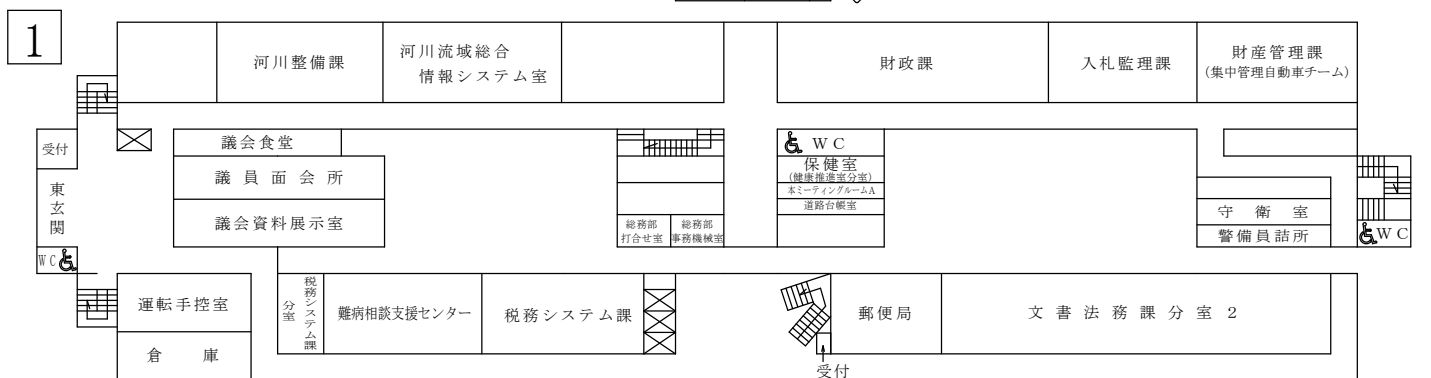 1
河川整備課
河川流域総合
情報システム室
財政課
入札監理課
財産管理課
(集中管理自動車チーム)
受付
議会食堂
議員面会所
議会資料展示室
東玄関
WC
総務部
打合せ室
総務部
事務機械室
WC
保健室
(健康推進室分室)
本ミーティングルームA
道路台帳室
守衛室
警備員詰所
WC
運転手控室
倉庫
税務システム課
分室
難病相談支援センター
税務システム課
郵便局
文書法務課分室2
受付